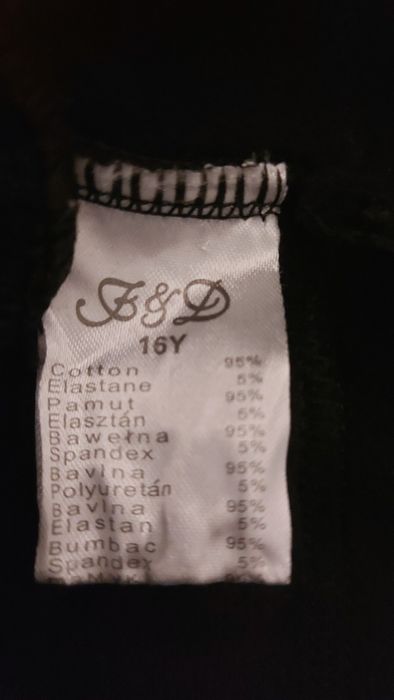 F&D
16Y
Cotton 95%
Elastane 5%
Pamut 95%
Elasztán 5%
Bawełna 95%
Spandex 5%
Bavlna 95%
Polyuretán 5%
Bavlna 95%
Elastan 5%
Bumbac 95%
Spandex 5%